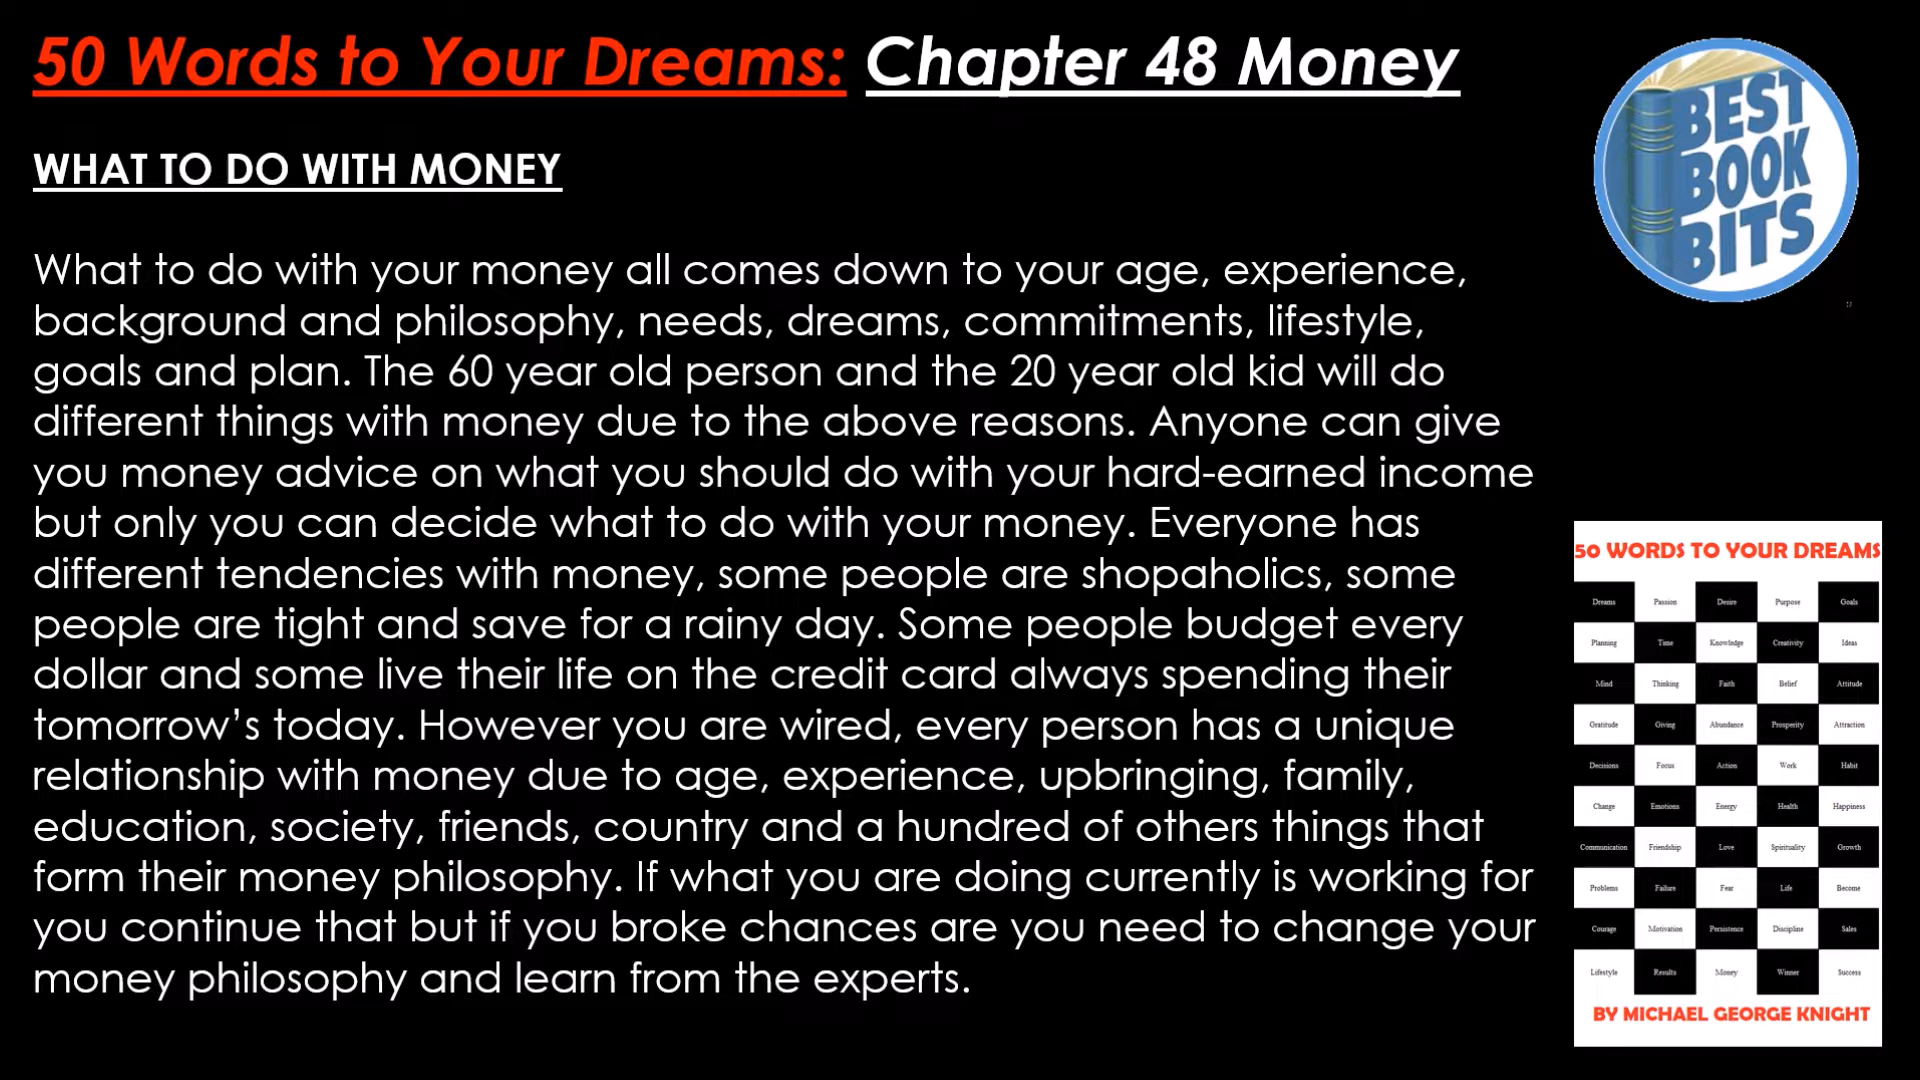 50 Words to Your Dreams: Chapter 48 Money
WHAT TO DO WITH MONEY
What to do with your money all comes down to your age, experience,
background and philosophy, needs, dreams, commitments, lifestyle,
goals and plan. The 60 year old person and the 20 year old kid will do
different things with money due to the above reasons. Anyone can give
you money advice on what you should do with your hard-earned income
but only you can decide what to do with your money. Everyone has
different tendencies with money, some people are shopaholics, some
people are tight and save for a rainy day. Some people budget every
dollar and some live their life on the credit card always spending their
tomorrow’s today. However you are wired, every person has a unique
relationship with money due to age, experience, upbringing, family,
education, society, friends, country and a hundred of others things that
form their money philosophy. If what you are doing currently is working for
you continue that but if you broke chances are you need to change your
money philosophy and learn from the experts.
BEST
BOOK
BITS
50 WORDS TO YOUR DREAMS
Dreams Passion Desire Purpose Goals
Planning Time Knowledge Creativity Ideas
Mind Thinking Faith Belief Attitude
Gratitude Giving Abundance Prosperity Attraction
Decisions Focus Action Work Habit
Change Emotions Energy Health Happiness
Communication Friendship Love Spirituality Growth
Problems Failure Fear Life Become
Courage Motivation Persistence Discipline Sales
Lifestyle Results Money Winner Success
BY MICHAEL GEORGE KNIGHT